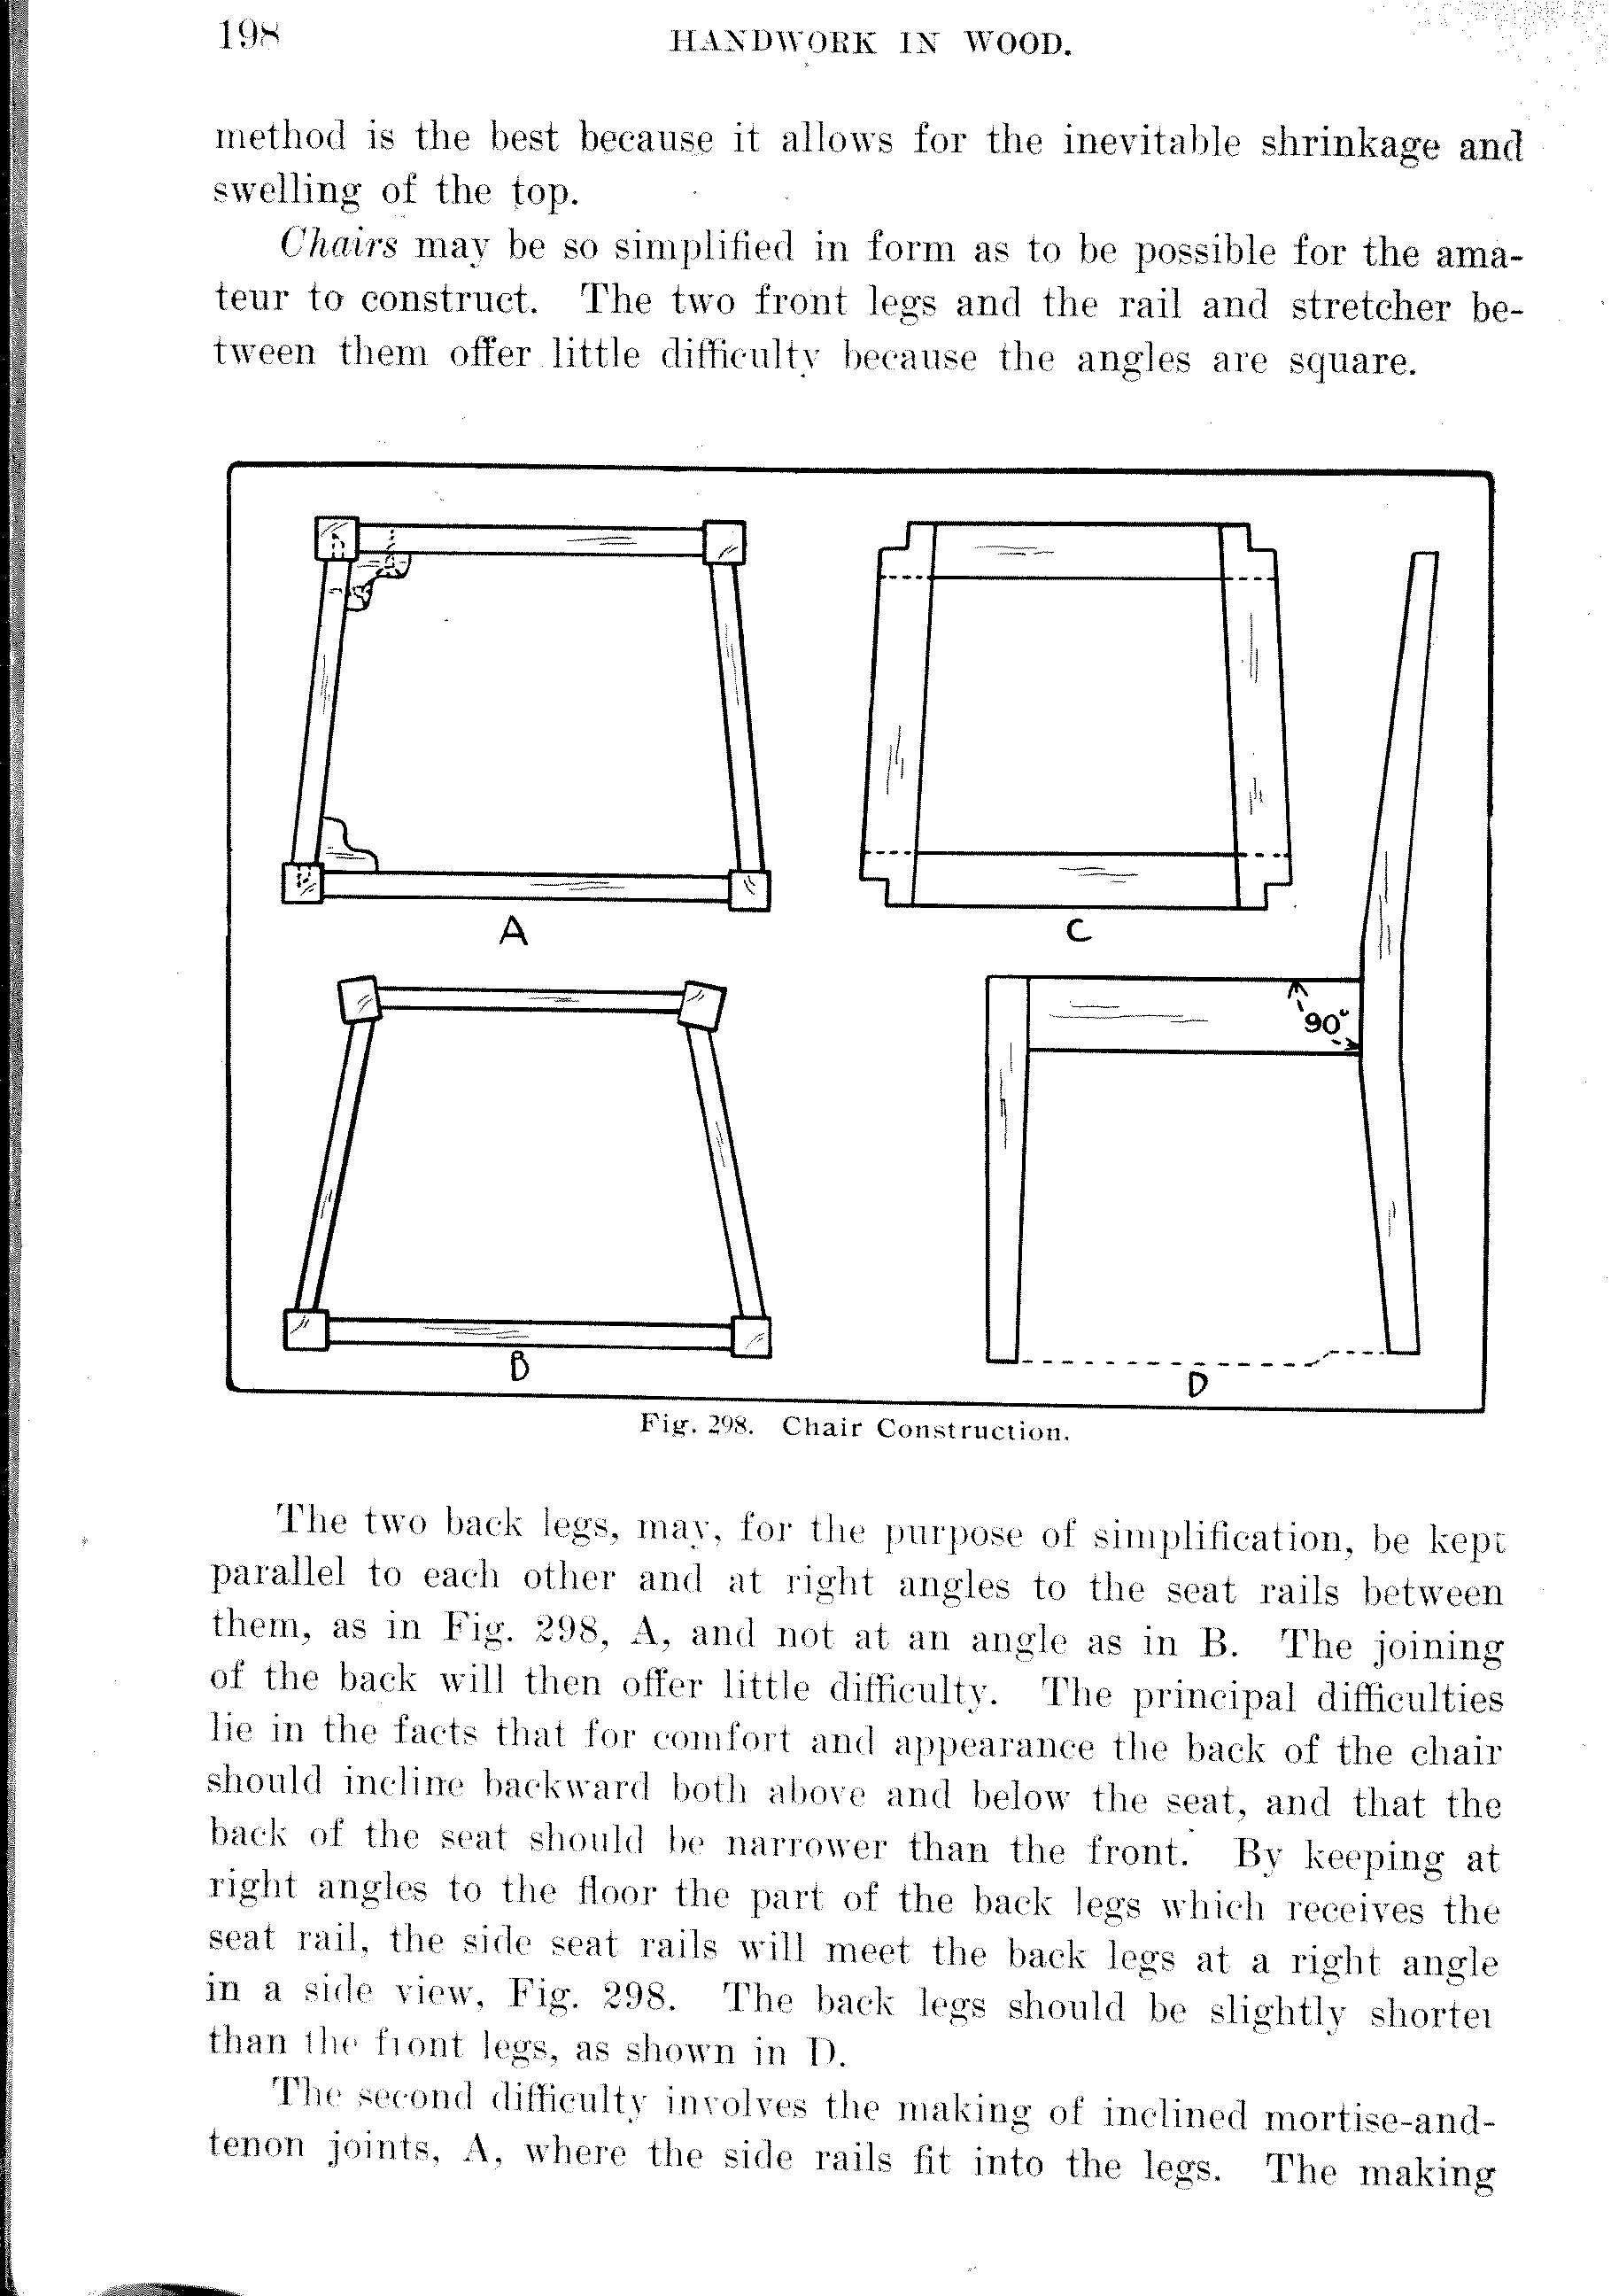 198
HANDWORK IN WOOD.
method is the best because it allows for the inevitable shrinkage and
swelling of the top.
Chairs may be so simplified in form as to be possible for the ama-
teur to construct. The two front legs and the rail and stretcher be-
tween them offer little difficulty because the angles are square.
A
C
90°
B
D
Fig. 298. Chair Construction.
The two back legs, may, for the purpose of simplification, be kept
parallel to each other and at right angles to the seat rails between
them, as in Fig. 298, A, and not at an angle as in B. The joining
of the back will then offer little difficulty. The principal difficulties
lie in the facts that for comfort and appearance the back of the chair
should incline backward both above and below the seat, and that the
back of the seat should be narrower than the front. By keeping at
right angles to the floor the part of the back legs which receives the
seat rail, the side seat rails will meet the back legs at a right angle
in a side view, Fig. 298. The back legs should be slightly shorter
than the front legs, as shown in D.
The second difficulty involves the making of inclined mortise-and-
tenon joints, A, where the side rails fit into the legs. The making